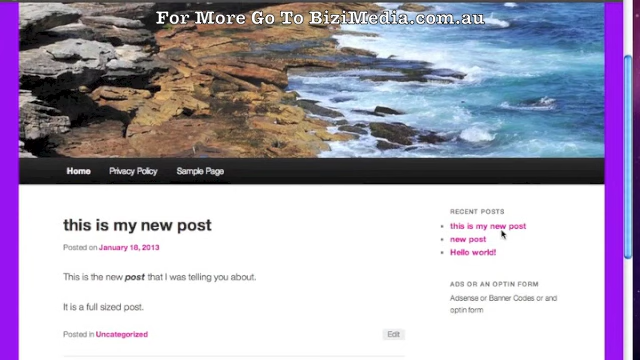 For More Go To BiziMedia.com.au
Home Privacy Policy Sample Page
this is my new post
Posted on January 18, 2013
This is the new post that I was telling you about.
It is a full sized post.
Posted in Uncategorized Edit
RECENT POSTS
this is my new post
new post
Hello world!
ADS OR AN OPTIN FORM
Adsense or Banner Codes or and
optin form